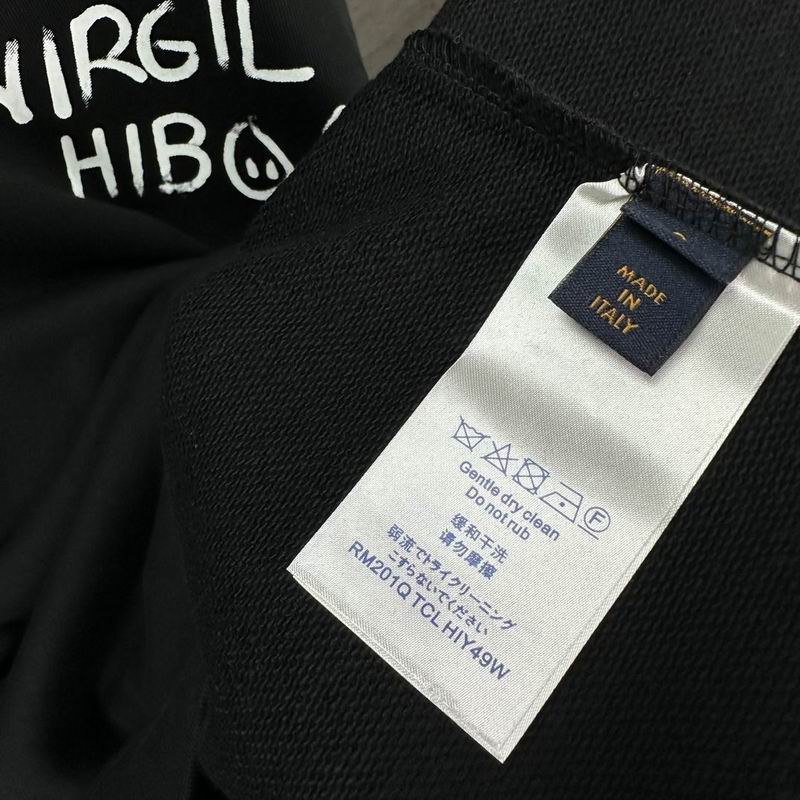 VIRGIL
HIBO
MADE
IN
ITALY
Gentle dry clean
Do not rub
缓和干洗
请勿摩擦
弱流でトライクリーニング
こすらないでください
RM201Q TCL HIY49W
F